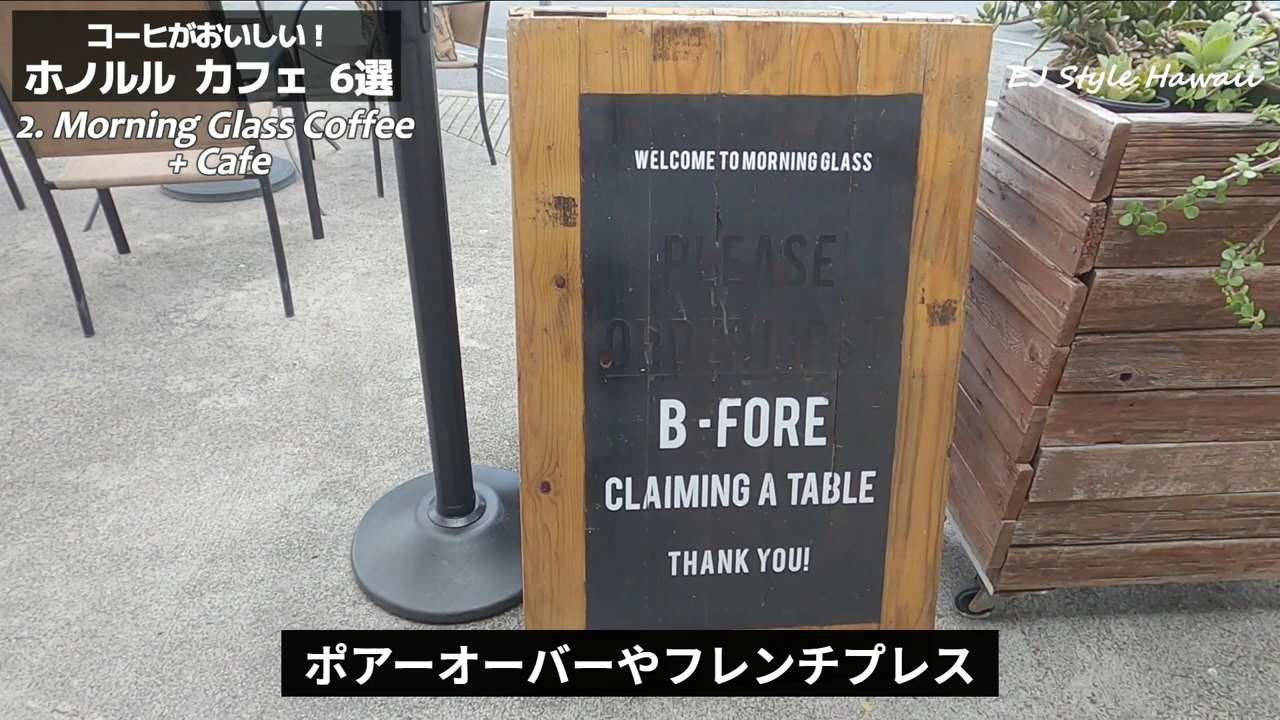 コーヒがおいしい！
ホノルル カフェ 6選
2. Morning Glass Coffee
+ Cafe
EJ Style Hawaii
WELCOME TO MORNING GLASS
PLEASE
B-FORE
CLAIMING A TABLE
THANK YOU!
ポアーオーバーやフレンチプレス